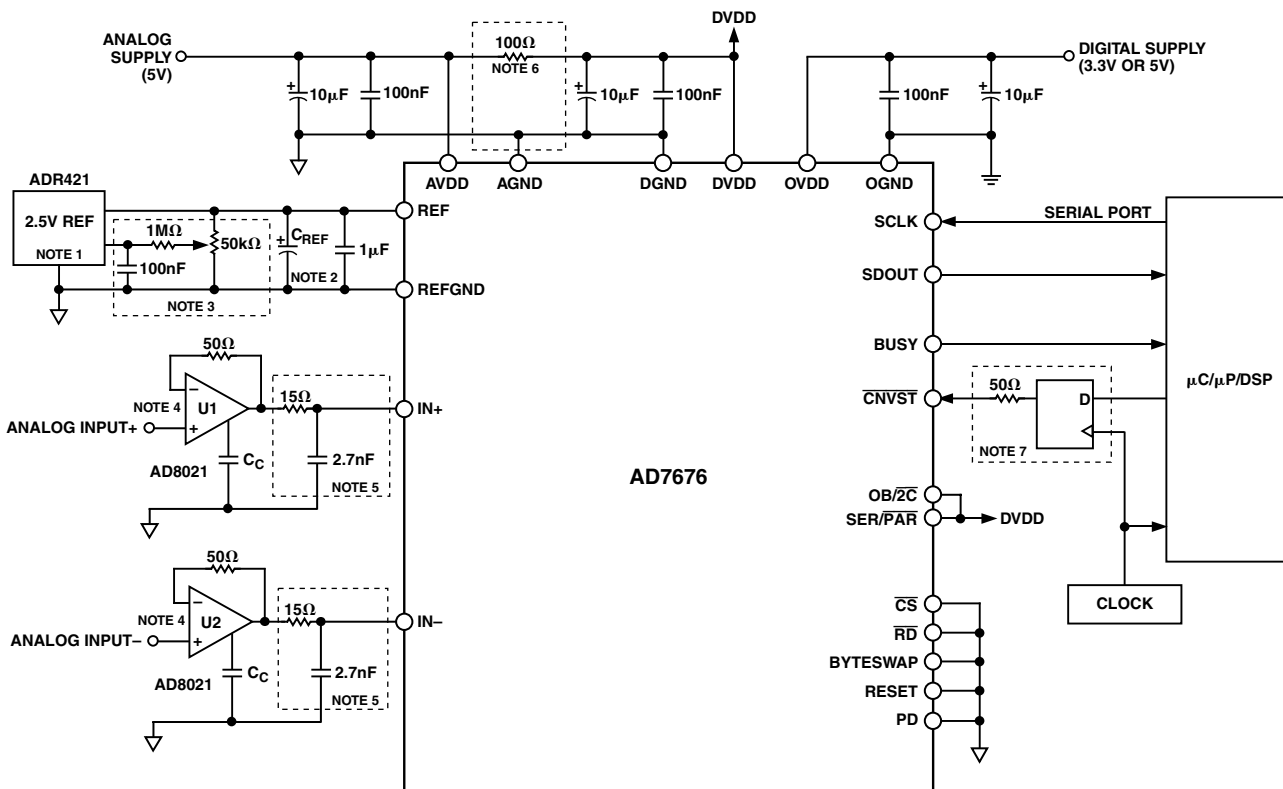 ANALOG
SUPPLY
(5V)
+
10μF
100nF
100Ω
NOTE 6
+
10μF
100nF
DVDD
100nF
+
10μF
DIGITAL SUPPLY
(3.3V OR 5V)
AVDD
AGND
DGND
DVDD
OVDD
OGND
ADR421
2.5V REF
NOTE 1
1MΩ
50kΩ
100nF
NOTE 3
+
CREF
NOTE 2
1μF
REF
REFGND
50Ω
–
U1
+
NOTE 4
ANALOG INPUT+
AD8021
CC
15Ω
2.7nF
NOTE 5
IN+
50Ω
–
U2
+
NOTE 4
ANALOG INPUT–
AD8021
CC
15Ω
2.7nF
NOTE 5
IN–
AD7676
SCLK
SERIAL PORT
SDOUT
BUSY
CNVST
50Ω
D
NOTE 7
μC/μP/DSP
OB/2C
SER/PAR
DVDD
CLOCK
CS
RD
BYTESWAP
RESET
PD